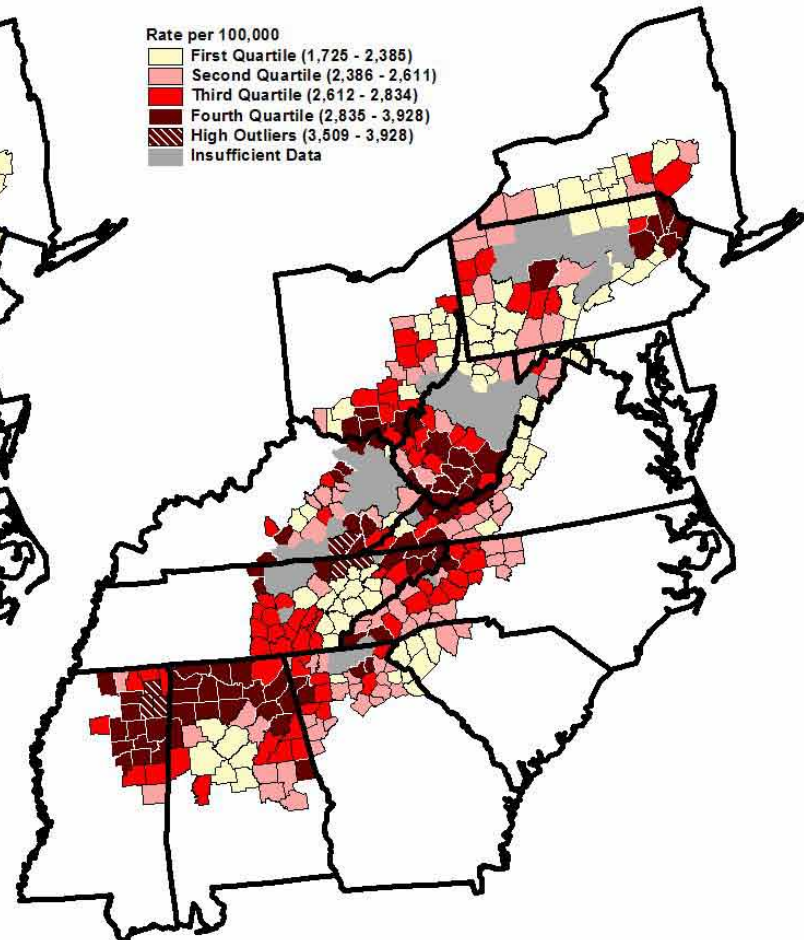 Rate per 100,000
First Quartile (1,725 - 2,385)
Second Quartile (2,386 - 2,611)
Third Quartile (2,612 - 2,834)
Fourth Quartile (2,835 - 3,928)
High Outliers (3,509 - 3,928)
Insufficient Data